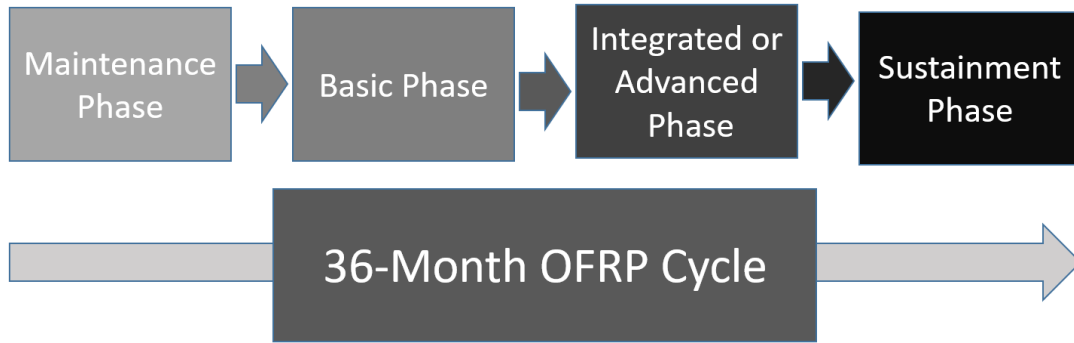 Maintenance
Phase
Basic Phase
Integrated or
Advanced
Phase
Sustainment
Phase
36-Month OFRP Cycle